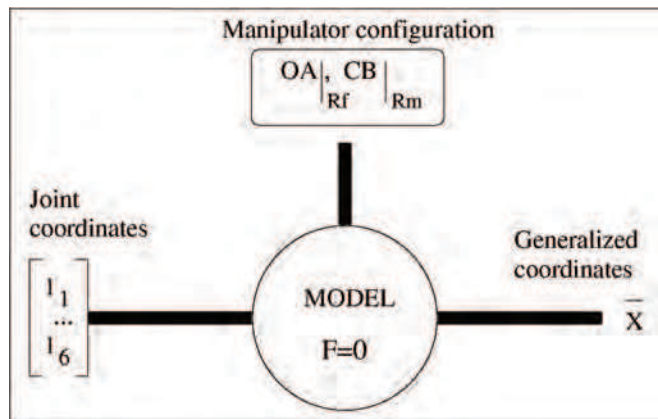 Manipulator configuration
OA|Rf, CB|Rm
Joint
coordinates
l1
...
l6
MODEL
F=0
Generalized
coordinates
X̄